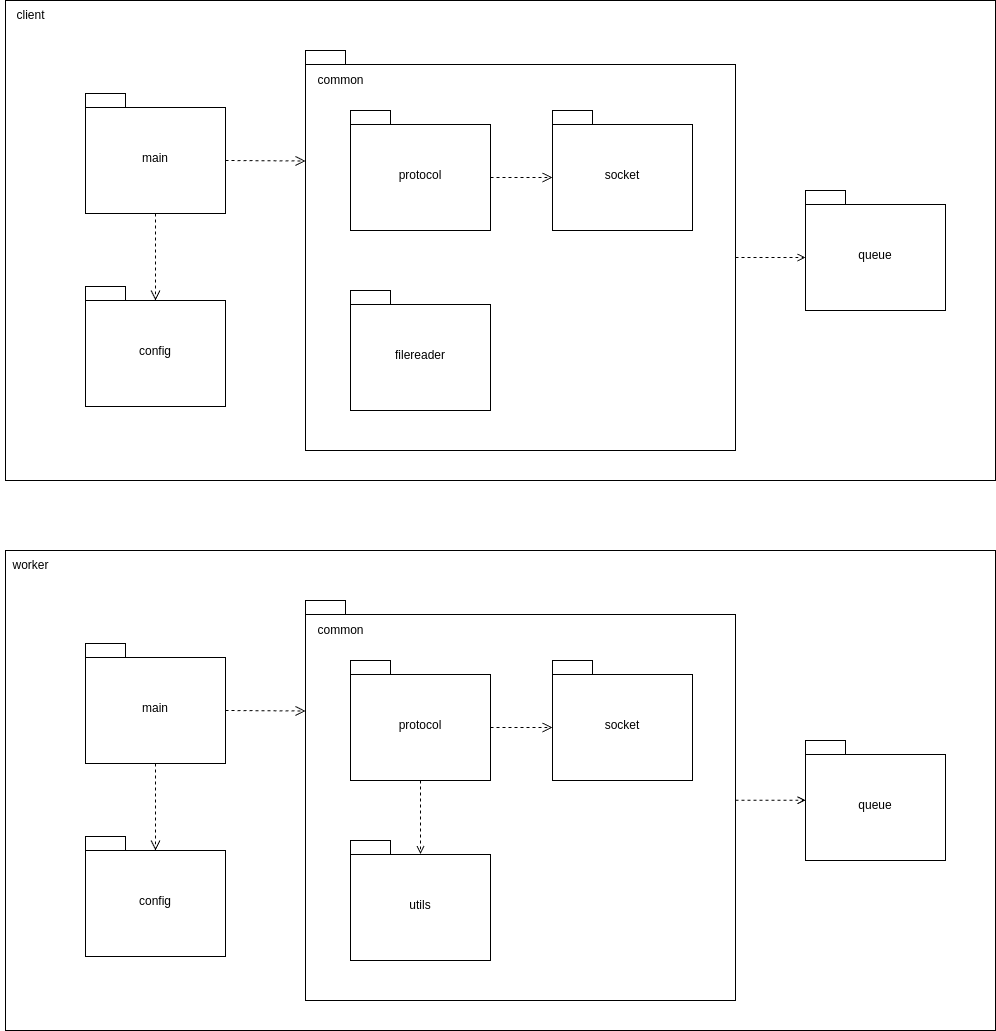 client
common
main
protocol
socket
queue
config
filereader
worker
common
main
protocol
socket
queue
config
utils